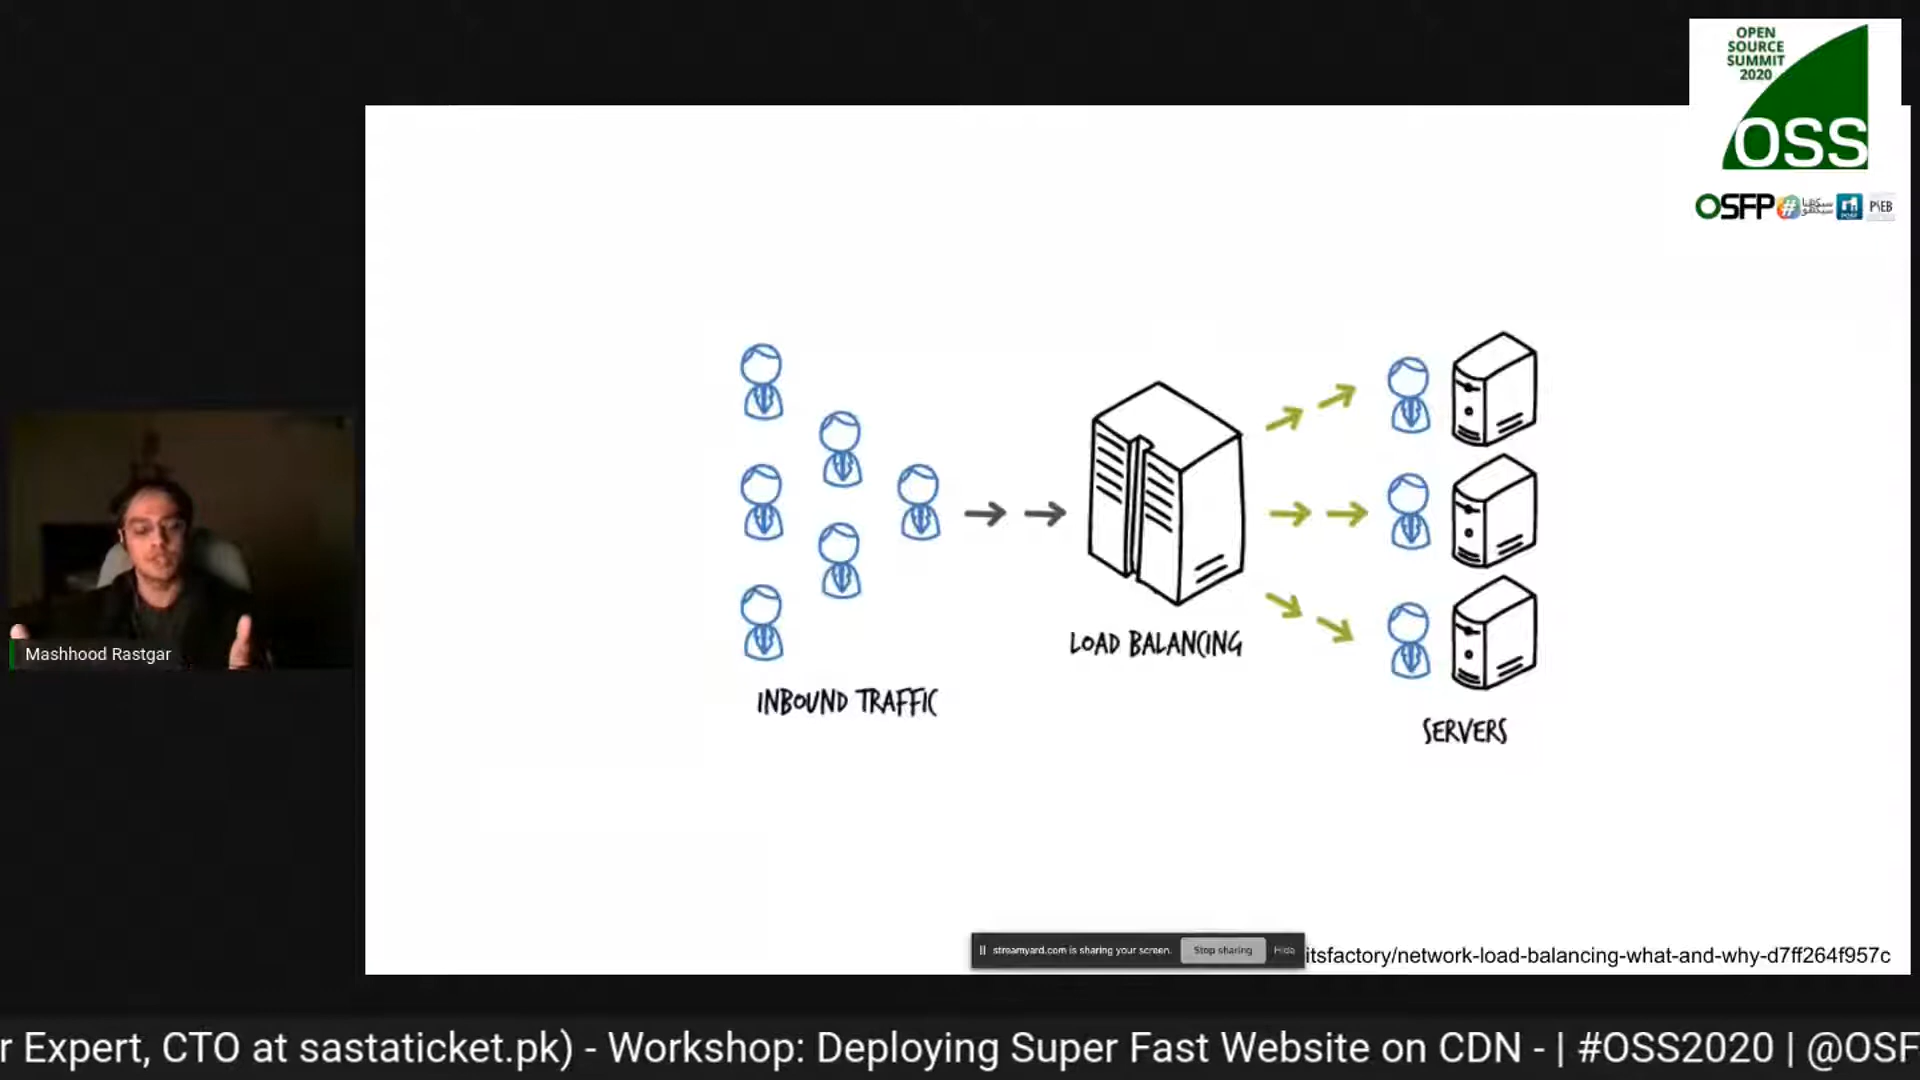 OPEN
SOURCE
SUMMIT
2020
OSS
OSFP
LOAD BALANCING
INBOUND TRAFFIC
SERVERS
Mashhood Rastgar
streamyard.com is sharing your screen.
Stop sharing
Hide
itsfactory/network-load-balancing-what-and-why-d7ff264f957c
r Expert, CTO at sastaticket.pk) - Workshop: Deploying Super Fast Website on CDN - | #OSS2020 | @OSF